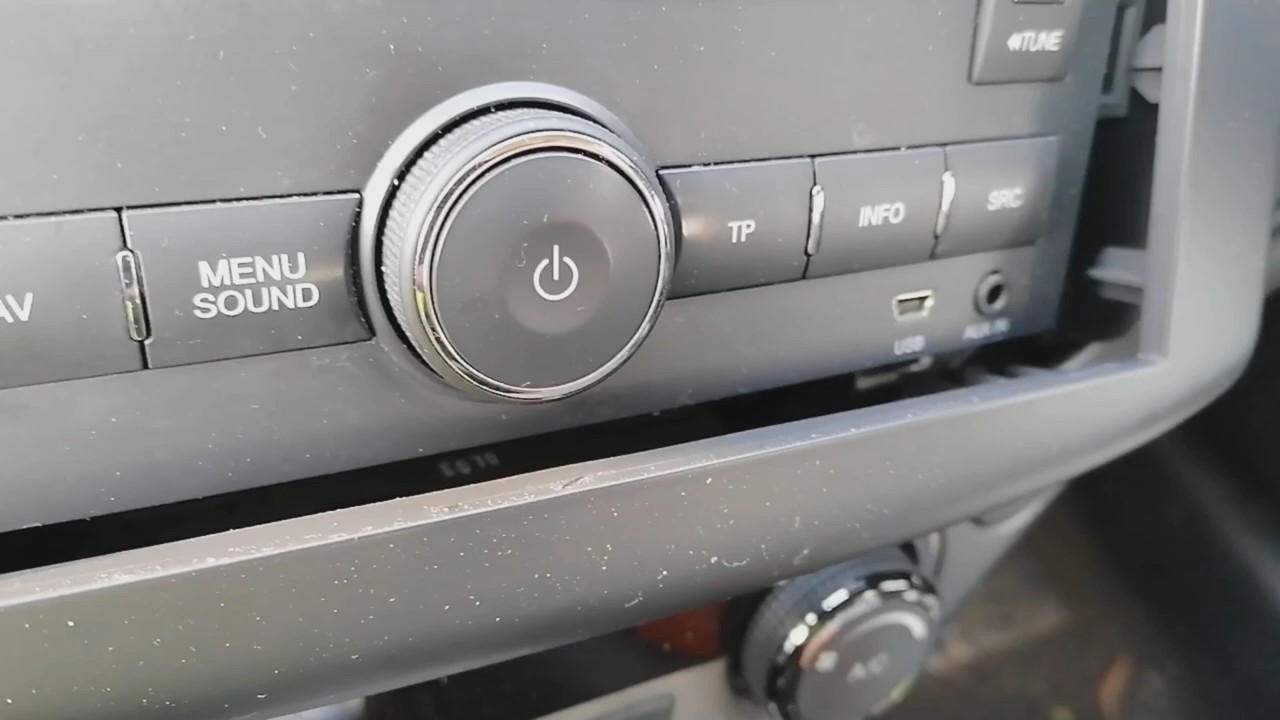 TUNE
MENU
SOUND
TP
INFO
SRC
AV
USB
AUX IN
A/C